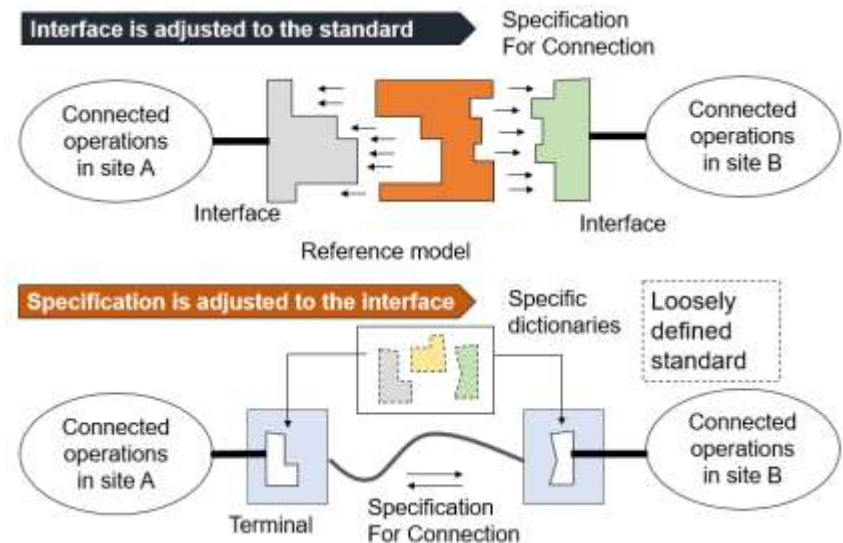 Interface is adjusted to the standard
Specification
For Connection
Connected
operations
in site A
Connected
operations
in site B
Interface
Interface
Reference model
Specification is adjusted to the interface
Specific
dictionaries
Loosely
defined
standard
Connected
operations
in site A
Connected
operations
in site B
Terminal
Specification
For Connection